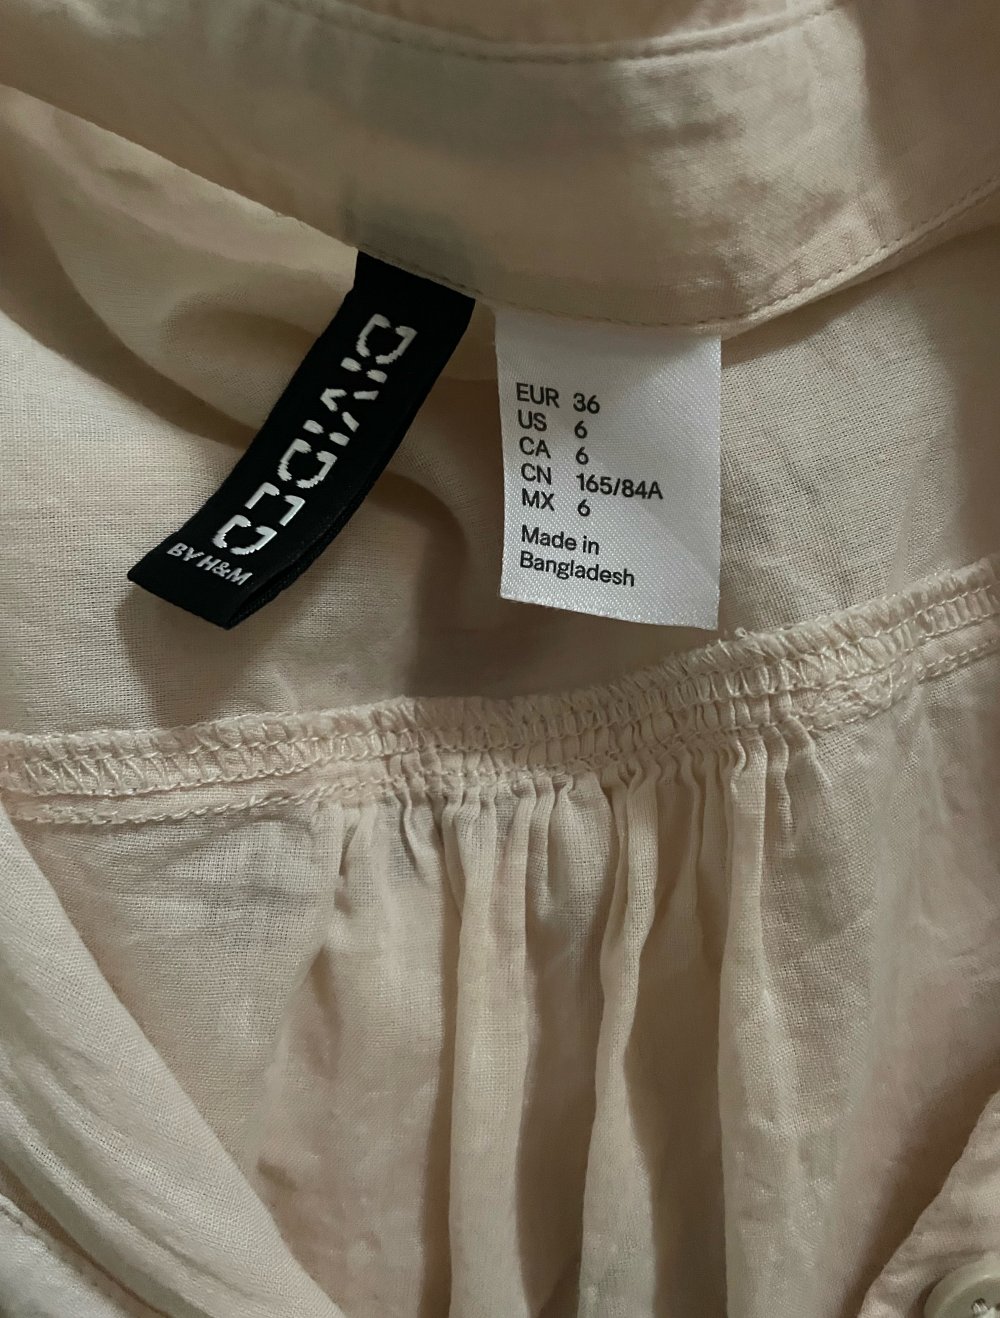 DIVIDED
BY H&M
EUR 36
US 6
CA 6
CN 165/84A
MX 6
Made in
Bangladesh